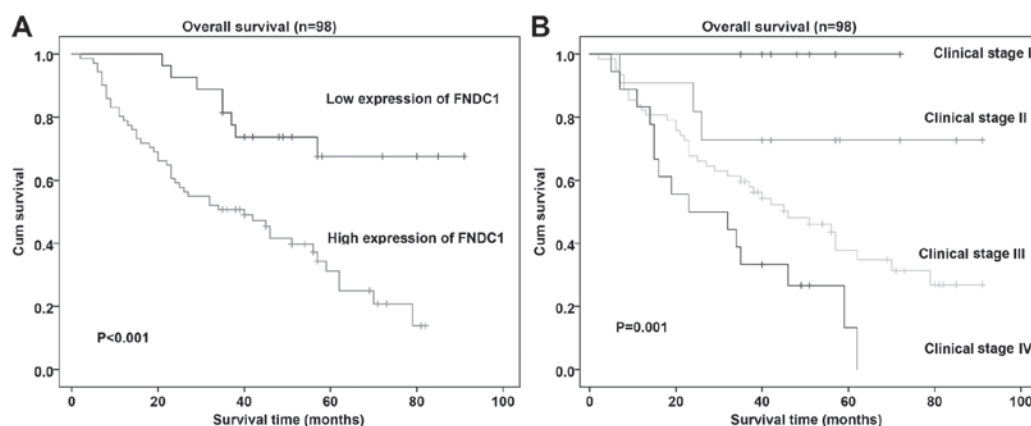 A
Overall survival (n=98)
1.0
0.8
0.6
0.4
0.2
0.0
Cum survival
Low expression of FNDC1
High expression of FNDC1
P<0.001
0 20 40 60 80 100
Survival time (months)
B
Overall survival (n=98)
1.0
0.8
0.6
0.4
0.2
0.0
Cum survival
Clinical stage I
Clinical stage II
Clinical stage III
P=0.001
Clinical stage IV
0 20 40 60 80 100
Survival time (months)